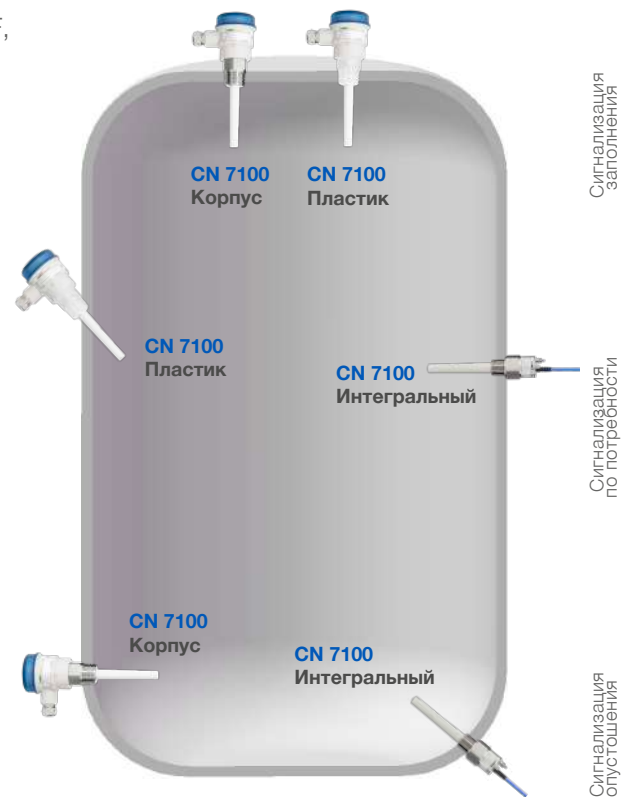 CN 7100
Корпус
CN 7100
Пластик
Сигнализация
заполнения
CN 7100
Пластик
CN 7100
Интегральный
Сигнализация
по потребности
CN 7100
Корпус
CN 7100
Интегральный
Сигнализация
опустошения